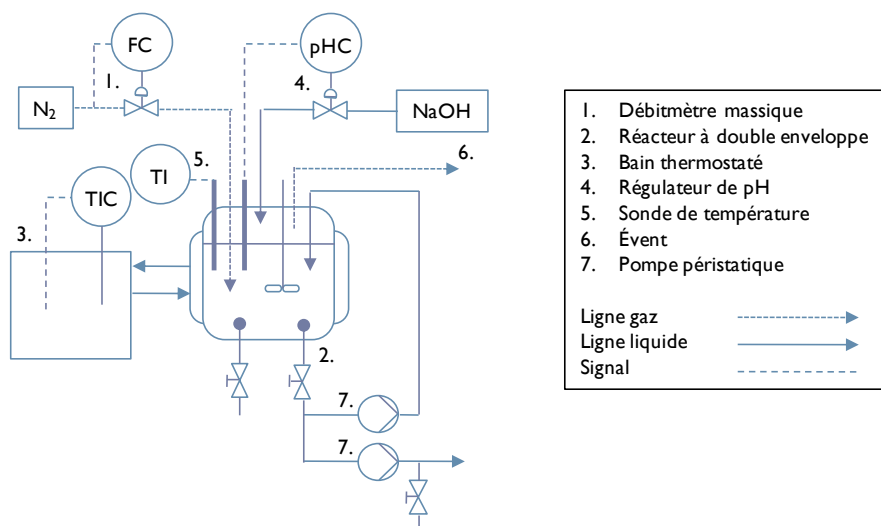 FC
pHC
1.
4.
N2
NaOH
6.
5.
TI
TIC
3.
2.
7.
7.
1. Débitmètre massique
2. Réacteur à double enveloppe
3. Bain thermostaté
4. Régulateur de pH
5. Sonde de température
6. Évent
7. Pompe péristatique
Ligne gaz
Ligne liquide
Signal